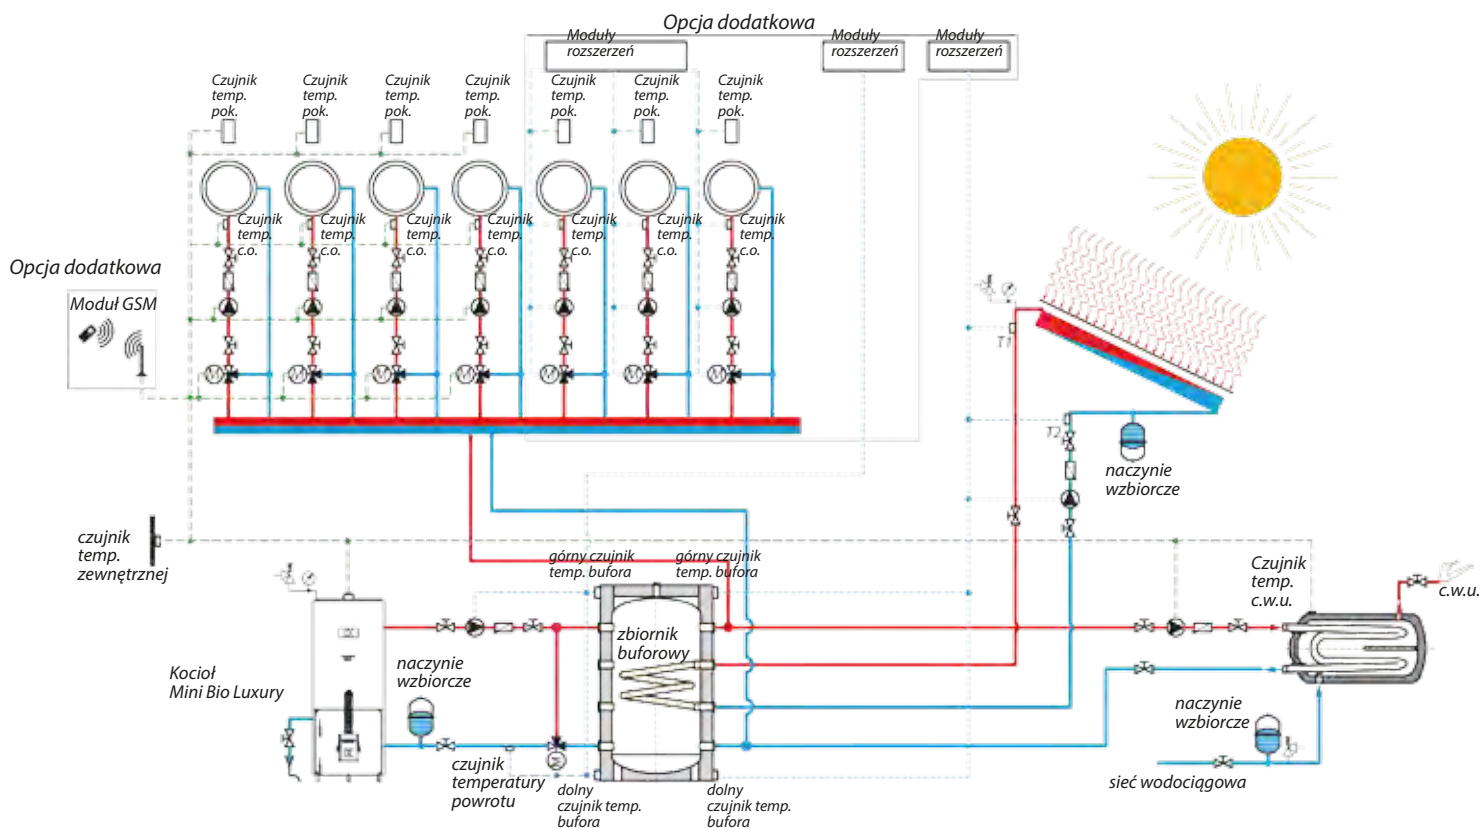 Opcja dodatkowa
Moduły
rozszerzeń
Moduły
rozszerzeń
Moduły
rozszerzeń
Czujnik
temp.
pok.
Czujnik
temp.
pok.
Czujnik
temp.
pok.
Czujnik
temp.
pok.
Czujnik
temp.
pok.
Czujnik
temp.
pok.
Czujnik
temp.
pok.
Czujnik
temp.
c.o.
Czujnik
temp.
c.o.
Czujnik
temp.
c.o.
Czujnik
temp.
c.o.
Czujnik
temp.
c.o.
Czujnik
temp.
c.o.
Czujnik
temp.
c.o.
Opcja dodatkowa
Moduł GSM
M
M
M
M
M
M
M
T1
T2
naczynie
wzbiorcze
czujnik
temp.
zewnętrznej
górny czujnik
temp. bufora
górny czujnik
temp. bufora
Czujnik
temp.
c.w.u.
c.w.u.
zbiornik
buforowy
Kocioł
Mini Bio Luxury
naczynie
wzbiorcze
naczynie
wzbiorcze
czujnik
temperatury
powrotu
M
dolny
czujnik temp.
bufora
dolny
czujnik temp.
bufora
sieć wodociągowa